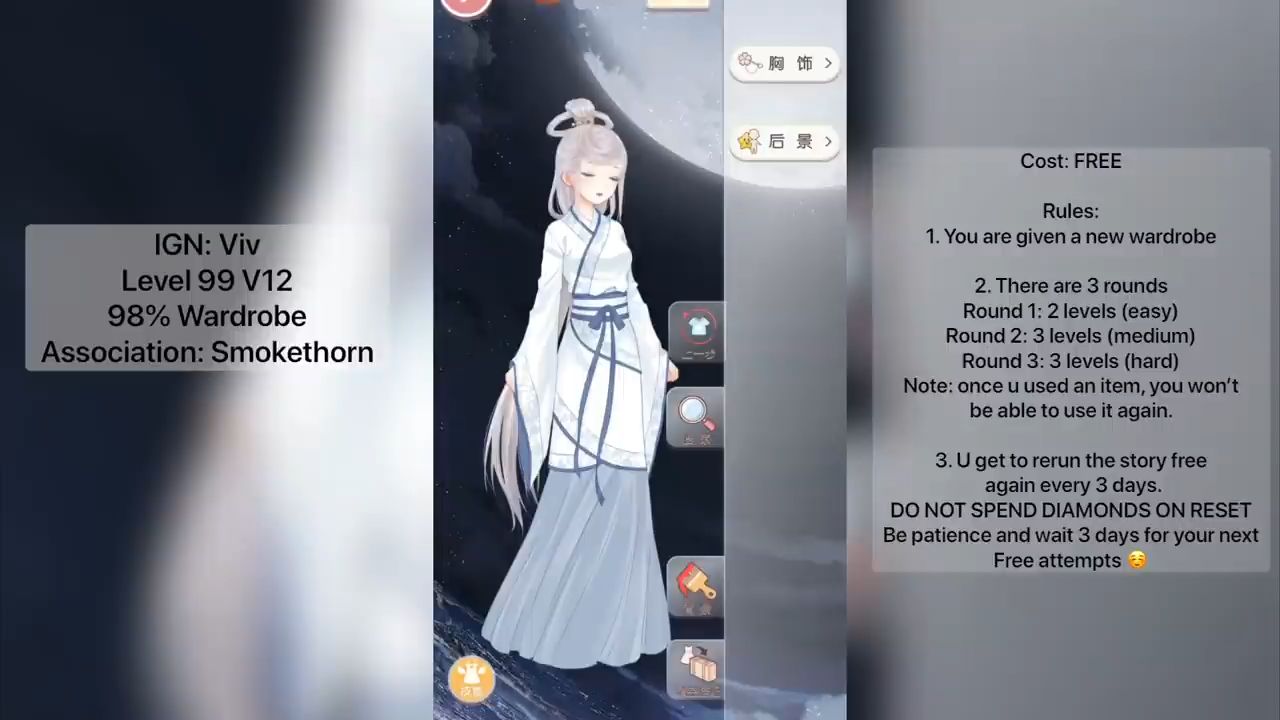 IGN: Viv
Level 99 V12
98% Wardrobe
Association: Smokethorn
胸 饰
后 景
Cost: FREE
Rules:
1. You are given a new wardrobe
2. There are 3 rounds
Round 1: 2 levels (easy)
Round 2: 3 levels (medium)
Round 3: 3 levels (hard)
Note: once u used an item, you won’t
be able to use it again.
3. U get to rerun the story free
again every 3 days.
DO NOT SPEND DIAMONDS ON RESET
Be patience and wait 3 days for your next
Free attempts ☺️